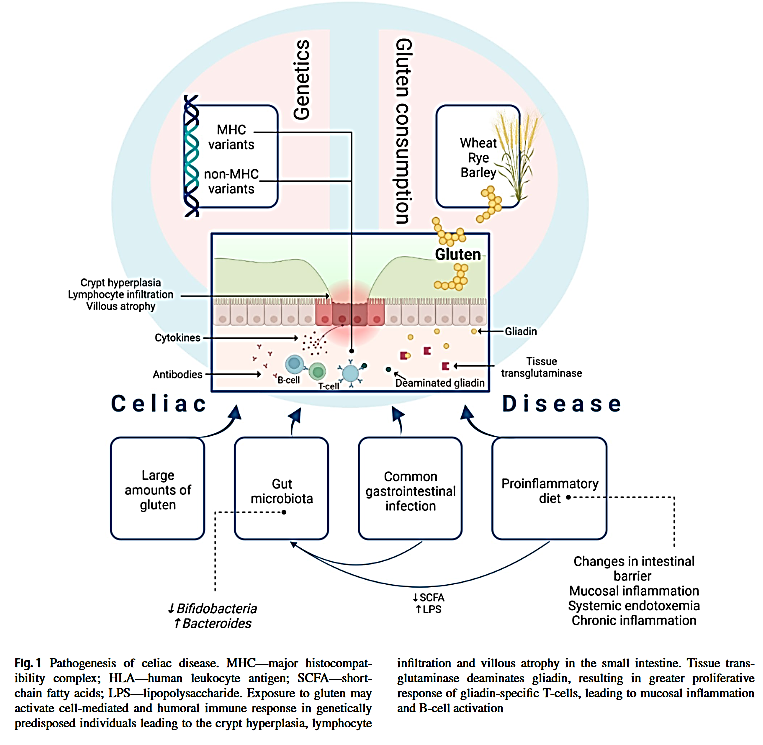 Genetics
Gluten consumption
MHC
variants
non-MHC
variants
Wheat
Rye
Barley
Gluten
Crypt hyperplasia
Lymphocyte infiltration
Villous atrophy
Cytokines
Antibodies
B-cell
T-cell
Gliadin
Tissue
transglutaminase
Deaminated gliadin
Celiac Disease
Large
amounts of
gluten
Gut
microbiota
Common
gastrointestinal
infection
Proinflammatory
diet
↓Bifidobacteria
↑Bacteroides
↓SCFA
↑LPS
Changes in intestinal
barrier
Mucosal inflammation
Systemic endotoxemia
Chronic inflammation
Fig. 1 Pathogenesis of celiac disease. MHC—major histocompat-
ibility complex; HLA—human leukocyte antigen; SCFA—short-
chain fatty acids; LPS—lipopolysaccharide. Exposure to gluten may
activate cell-mediated and humoral immune response in genetically
predisposed individuals leading to the crypt hyperplasia, lymphocyte
infiltration and villous atrophy in the small intestine. Tissue trans-
glutaminase deaminates gliadin, resulting in greater proliferative
response of gliadin-specific T-cells, leading to mucosal inflammation
and B-cell activation